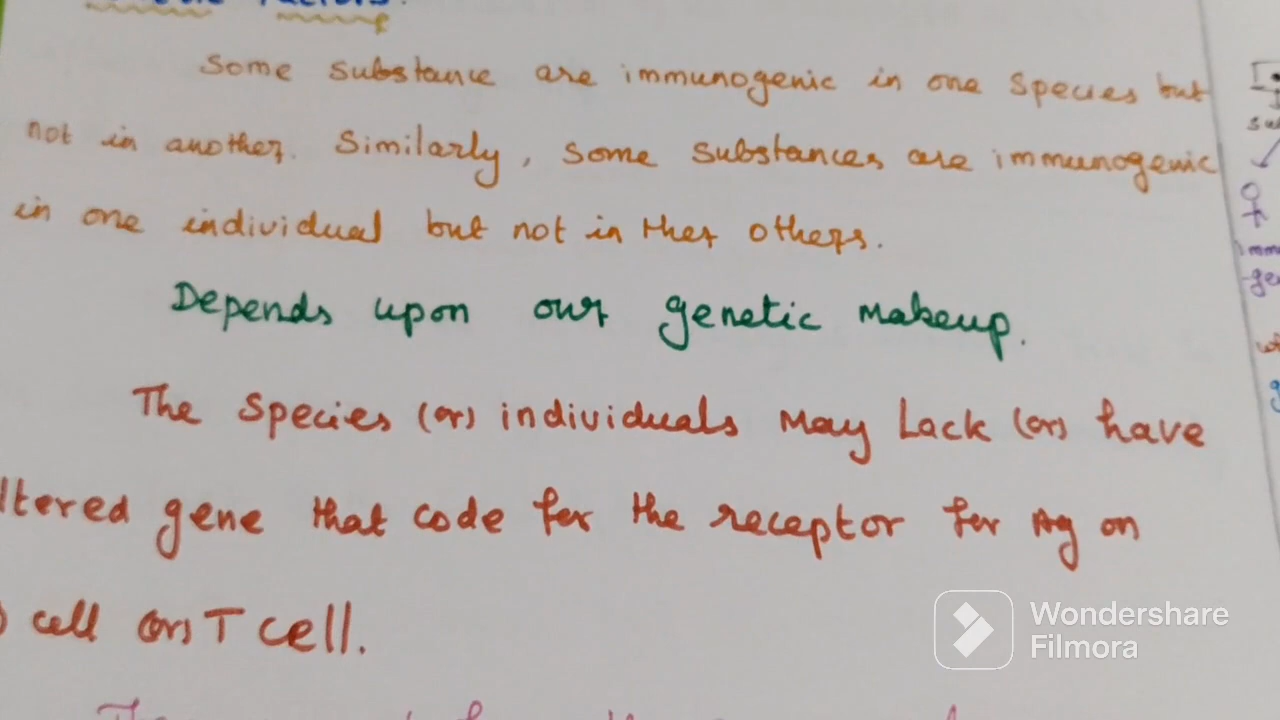 Factors.
Some substance are immunogenic in one species but
not in another. Similarly, some substances are immunogenic
in one individual but not in ther others.
Depends upon our genetic makeup.
The species (or) individuals may Lack (or) have
ltered gene that code for the receptor for Ag on
cell (or) T cell.
The
Wondershare
Filmora